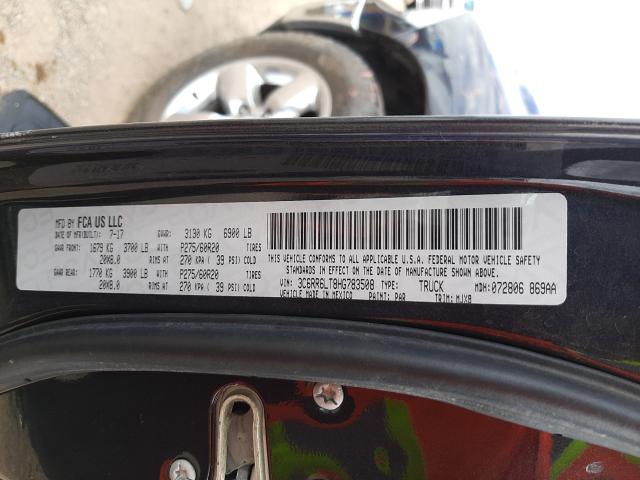 MFD BY FCA US LLC
DATE OF MFR(BUILT): 7-17 GVWR: 3130 KG 6900 LB
GAWR FRONT: 1679 KG 3700 LB WITH P275/60R20 TIRES
20X8.0 RIMS AT 270 KPA ( 39 PSI) COLD
GAWR REAR: 1770 KG 3900 LB WITH P275/60R20 TIRES
20X8.0 RIMS AT 270 KPA ( 39 PSI) COLD
THIS VEHICLE CONFORMS TO ALL APPLICABLE U.S.A. FEDERAL MOTOR VEHICLE SAFETY
STANDARDS IN EFFECT ON THE DATE OF MANUFACTURE SHOWN ABOVE.
VIN: 3C6RR6LT8HG783508 TYPE: TRUCK MDH: 072806 869AA
VEHICLE MADE IN MEXICO PAINT: PAR TRIM: MJX8